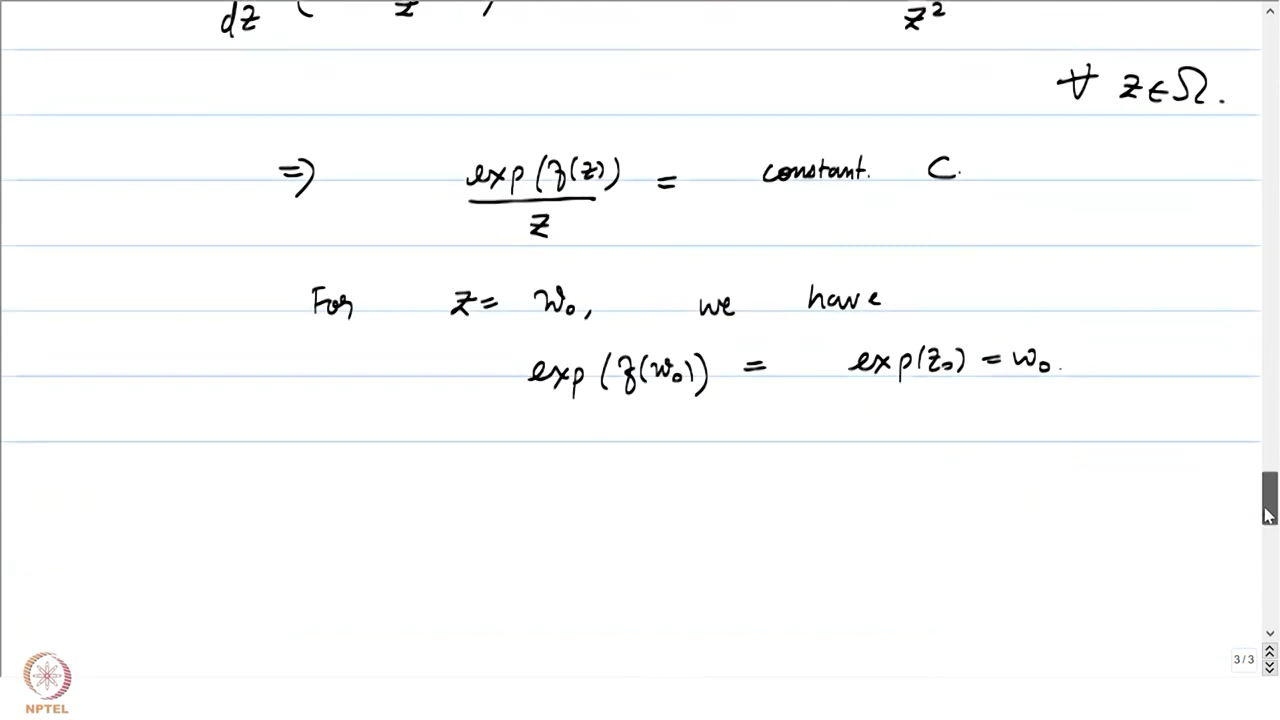 dz ( z ) z²
∀ z∈Ω.
=> exp(f(z)) / z = constant. C.
For z = w₀, we have
exp(f(w₀)) = exp(z₀) = w₀.
3 / 3
NPTEL